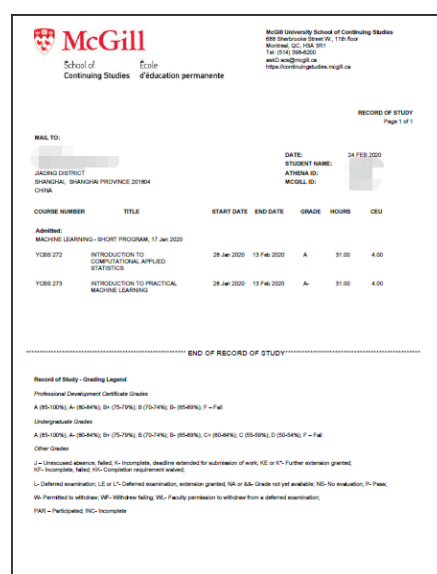 McGill
School of École
Continuing Studies d'éducation permanente
McGill University School of Continuing Studies
688 Sherbrooke Street W., 11th floor
Montreal, QC, H3A 3R1
Tel: (514) 398-6200
https://continuingstudies.mcgill.ca
RECORD OF STUDY
Page 1 of 1
MAIL TO:
JIADING DISTRICT
SHANGHAI, SHANGHAI PROVINCE 201804
CHINA
DATE: 24 FEB 2020
STUDENT NAME:
ATHENA ID:
MCGILL ID:
COURSE NUMBER TITLE START DATE END DATE GRADE HOURS CEU
Admitted:
MACHINE LEARNING - SHORT PROGRAM, 17 Jan 2020
YCBS 272 INTRODUCTION TO COMPUTATIONAL APPLIED STATISTICS 28 Jan 2020 13 Feb 2020 A 31.00 4.00
YCBS 273 INTRODUCTION TO PRACTICAL MACHINE LEARNING 28 Jan 2020 13 Feb 2020 A- 31.00 4.00
END OF RECORD OF STUDY
Record of Study - Grading Legend
Professional Development Certificate Grades
A (85-100%); A- (80-84%); B+ (75-79%); B (70-74%); B- (65-69%); F – Fail
Undergraduate Grades
A (85-100%); A- (80-84%); B+ (75-79%); B (70-74%); B- (65-69%); C+ (60-64%); C (55-59%); D (50-54%); F – Fail
Other Grades
J – Unexcused absence, failed; K- Incomplete, deadline extended for submission of work; KE or K*- Further extension granted;
KF- Incomplete, failed; KK- Completion requirement waived;
L- Deferred examination; LE or L*- Deferred examination, extension granted; NA or &&- Grade not yet available; NE- No evaluation; P- Pass;
W- Permitted to withdraw; WF- Withdrew failing; WL- Faculty permission to withdraw from a deferred examination;
PAR – Participated; INC- Incomplete